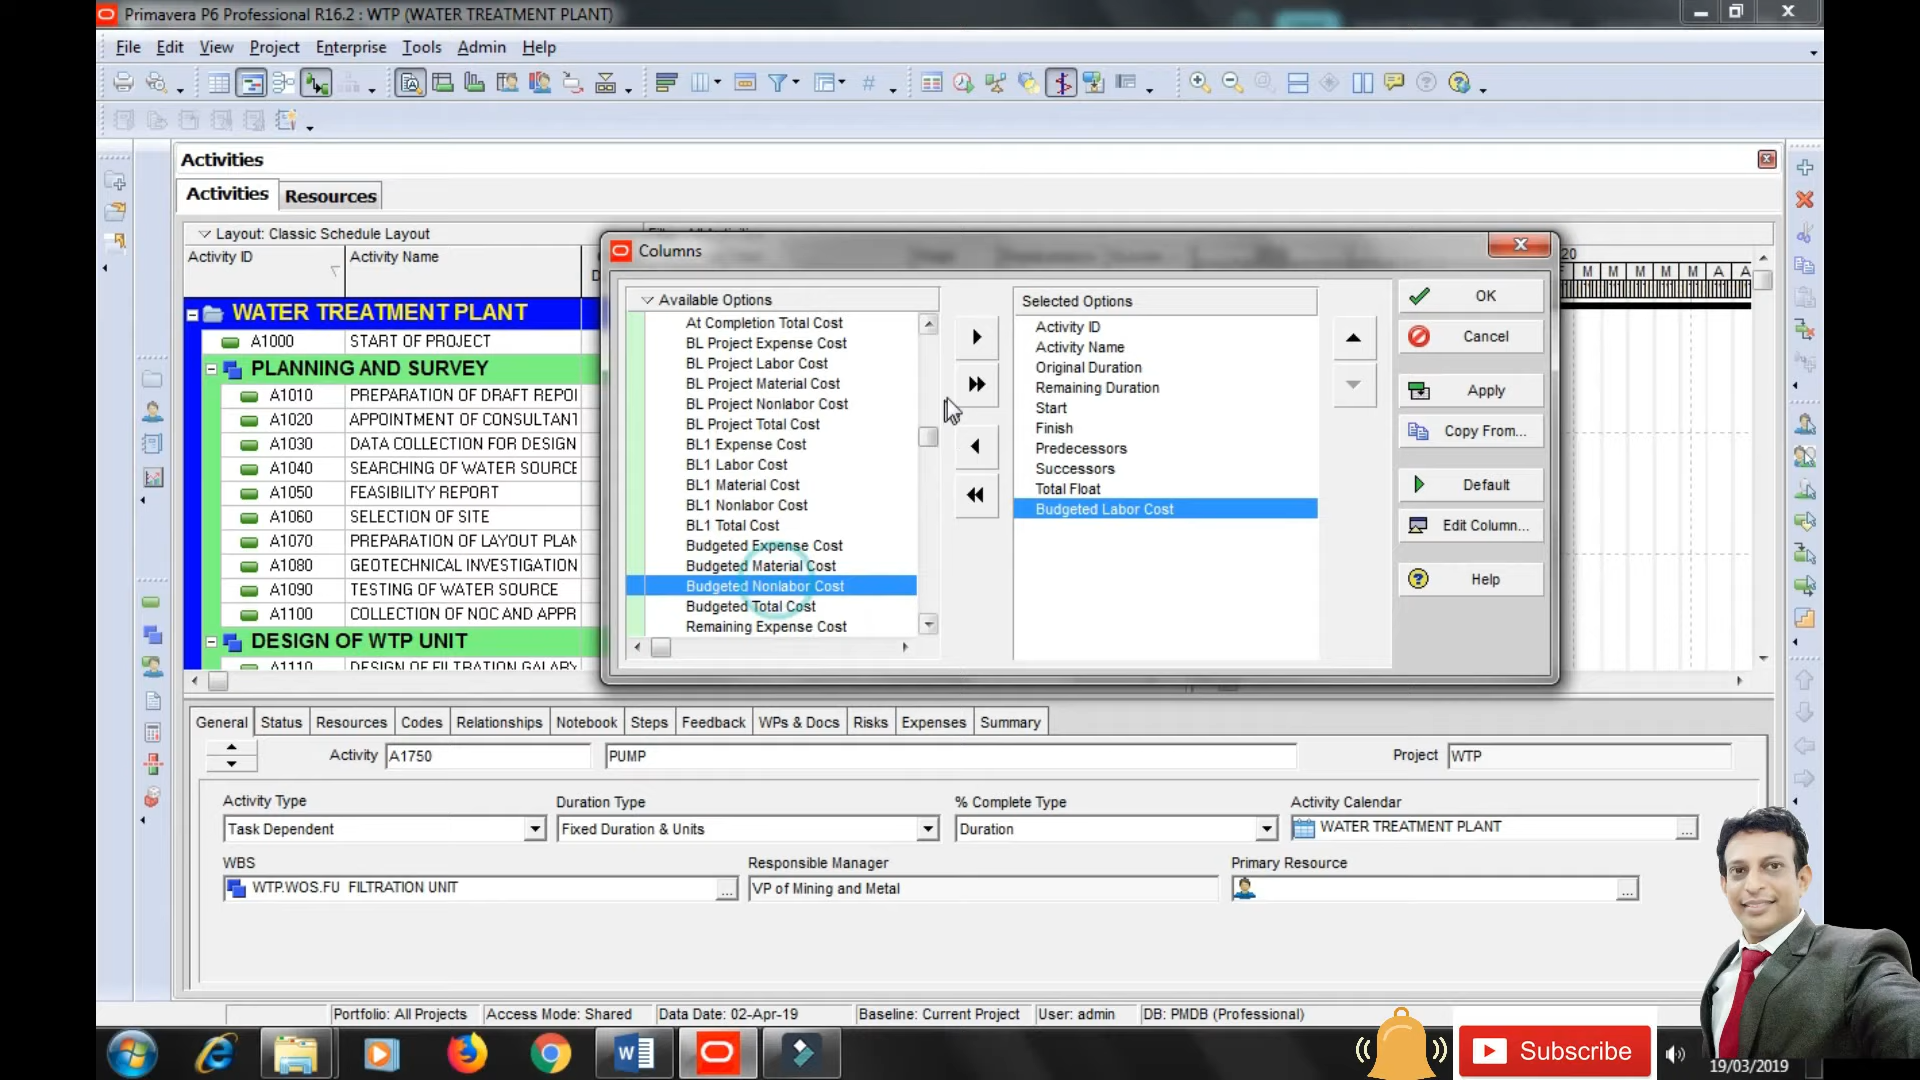 Primavera P6 Professional R16.2 : WTP (WATER TREATMENT PLANT)
File Edit View Project Enterprise Tools Admin Help
Activities
Activities Resources
Layout: Classic Schedule Layout
Activity ID Activity Name
WATER TREATMENT PLANT
A1000 START OF PROJECT
PLANNING AND SURVEY
A1010 PREPARATION OF DRAFT REPO
A1020 APPOINTMENT OF CONSULTANT
A1030 DATA COLLECTION FOR DESIGN
A1040 SEARCHING OF WATER SOURCE
A1050 FEASIBILITY REPORT
A1060 SELECTION OF SITE
A1070 PREPARATION OF LAYOUT PLAN
A1080 GEOTECHNICAL INVESTIGATION
A1090 TESTING OF WATER SOURCE
A1100 COLLECTION OF NOC AND APPR
DESIGN OF WTP UNIT
A1110 DESIGN OF FILTRATION GALARY
20
M M M M M A A
Columns
Available Options
At Completion Total Cost
BL Project Expense Cost
BL Project Labor Cost
BL Project Material Cost
BL Project Nonlabor Cost
BL Project Total Cost
BL1 Expense Cost
BL1 Labor Cost
BL1 Material Cost
BL1 Nonlabor Cost
BL1 Total Cost
Budgeted Expense Cost
Budgeted Material Cost
Budgeted Nonlabor Cost
Budgeted Total Cost
Remaining Expense Cost
Selected Options
Activity ID
Activity Name
Original Duration
Remaining Duration
Start
Finish
Predecessors
Successors
Total Float
Budgeted Labor Cost
OK
Cancel
Apply
Copy From...
Default
Edit Column...
Help
General Status Resources Codes Relationships Notebook Steps Feedback WPs & Docs Risks Expenses Summary
Activity A1750 PUMP Project WTP
Activity Type Duration Type % Complete Type Activity Calendar
Task Dependent Fixed Duration & Units Duration WATER TREATMENT PLANT
WBS Responsible Manager Primary Resource
WTP.WOS.FU FILTRATION UNIT VP of Mining and Metal
Portfolio: All Projects Access Mode: Shared Data Date: 02-Apr-19 Baseline: Current Project User: admin DB: PMDB (Professional)
Subscribe
19/03/2019